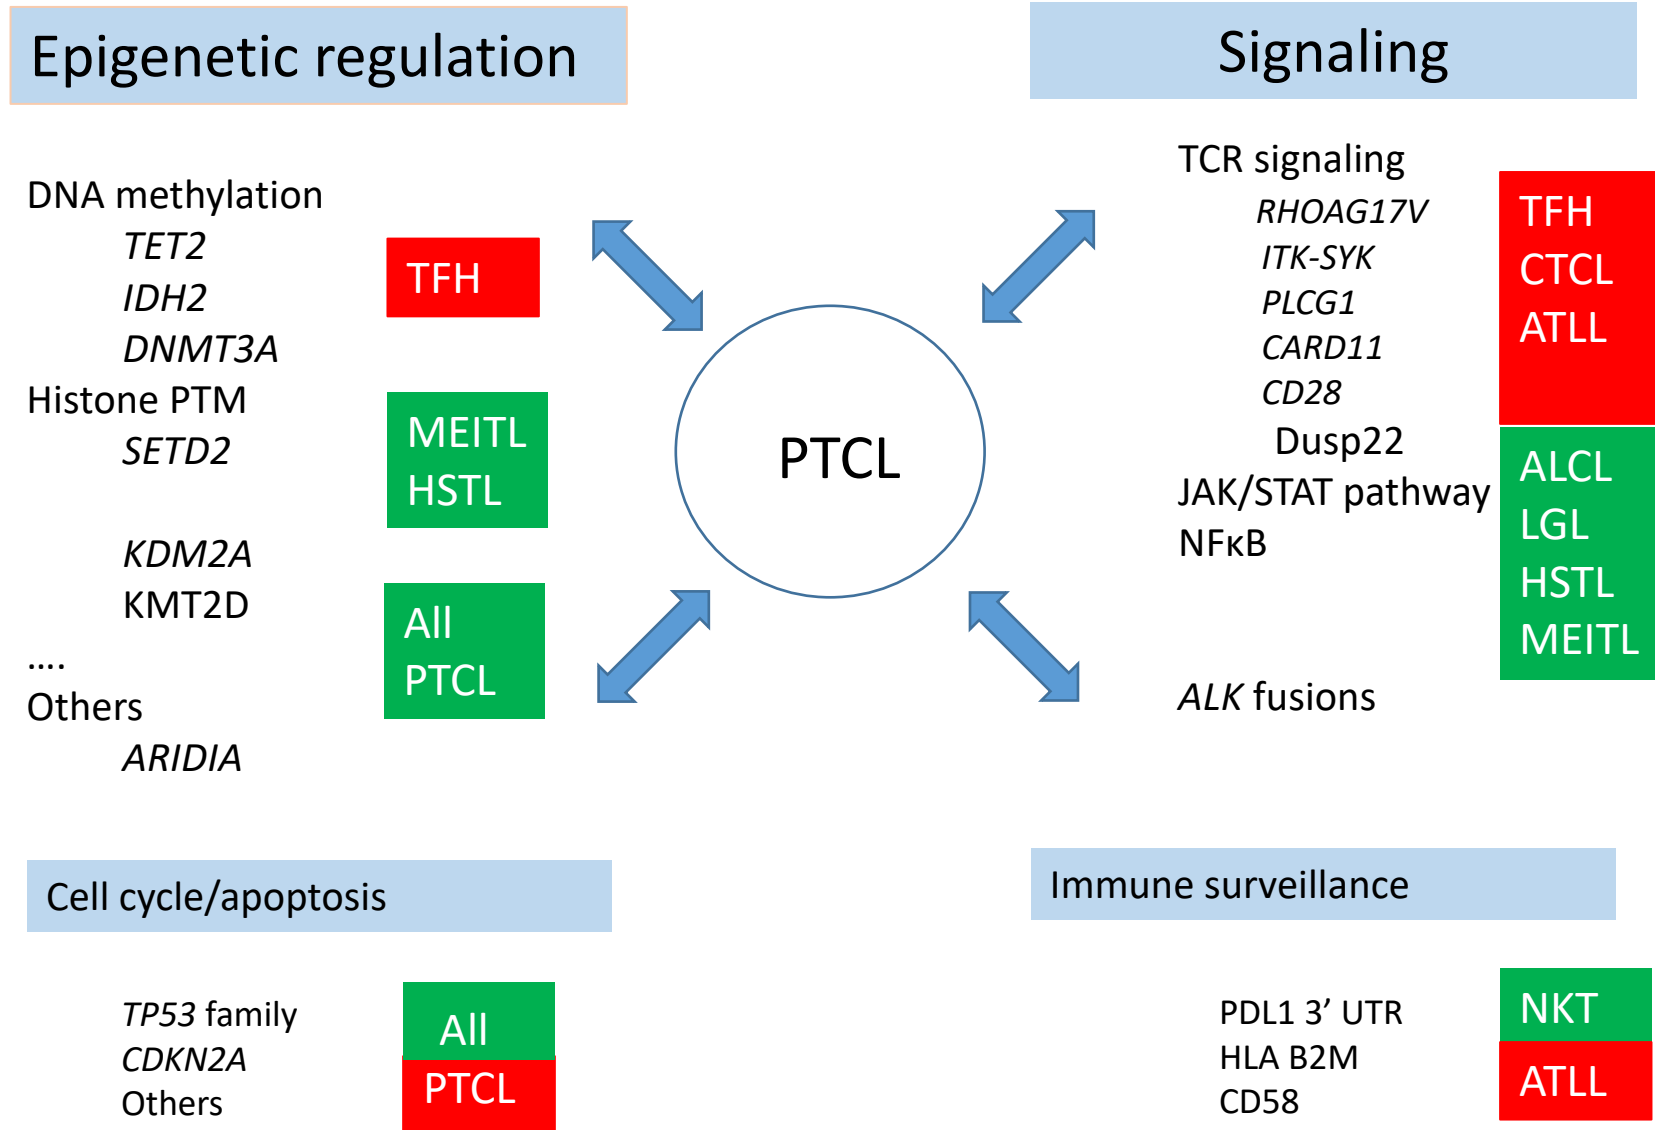 Epigenetic regulation
DNA methylation
TET2
IDH2
DNMT3A
TFH
Histone PTM
SETD2
MEITL
HSTL
KDM2A
KMT2D
....
All
PTCL
Others
ARIDIA
PTCL
Signaling
TCR signaling
RHOAG17V
ITK-SYK
PLCG1
CARD11
CD28
Dusp22
JAK/STAT pathway
NFκB
ALK fusions
TFH
CTCL
ATLL
ALCL
LGL
HSTL
MEITL
Cell cycle/apoptosis
TP53 family
CDKN2A
Others
All
PTCL
Immune surveillance
PDL1 3’ UTR
HLA B2M
CD58
NKT
ATLL